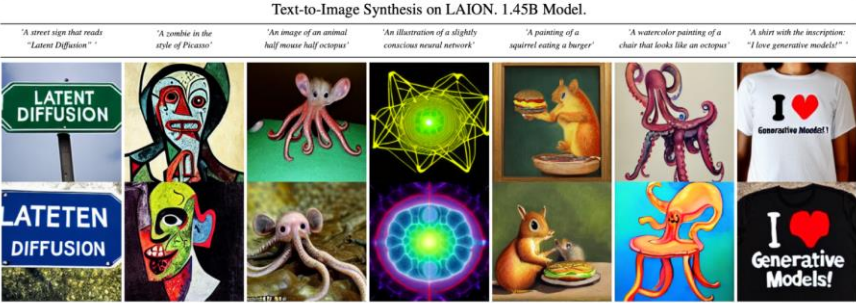 Text-to-Image Synthesis on LAION. 1.45B Model.
'A street sign that reads
"Latent Diffusion" '
'A zombie in the
style of Picasso'
'An image of an animal
half mouse half octopus'
'An illustration of a slightly
conscious neural network'
'A painting of a
squirrel eating a burger'
'A watercolor painting of a
chair that looks like an octopus'
'A shirt with the inscription:
"I love generative models!" '
LATENT
DIFFUSION
I ❤
Generative Models!!
LATETEN
DIFFUSION
I ❤
Generative
Models!